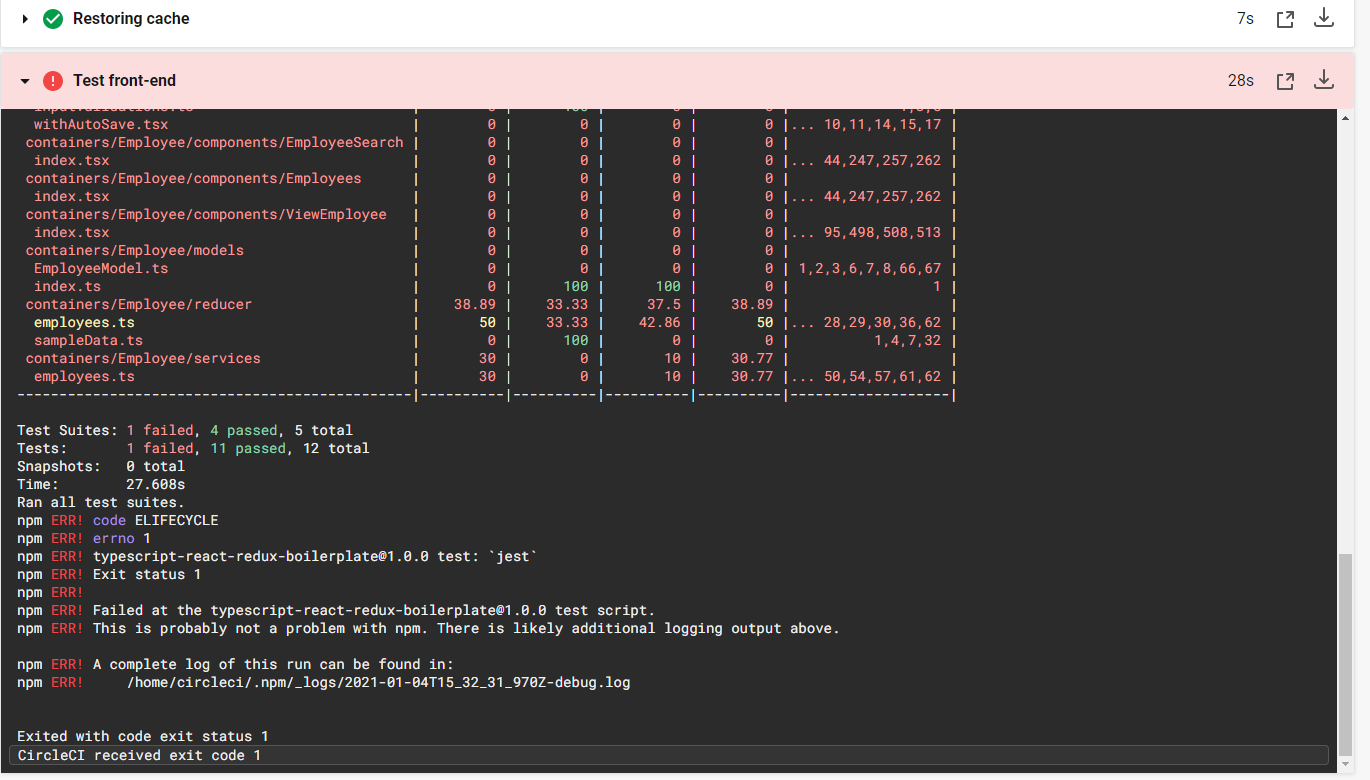 Restoring cache 7s
Test front-end 28s
withAutoSave.tsx | 0 | 0 | 0 | 0 |... 10,11,14,15,17 |
containers/Employee/components/EmployeeSearch | 0 | 0 | 0 | 0 | |
index.tsx | 0 | 0 | 0 | 0 |... 44,247,257,262 |
containers/Employee/components/Employees | 0 | 0 | 0 | 0 | |
index.tsx | 0 | 0 | 0 | 0 |... 44,247,257,262 |
containers/Employee/components/ViewEmployee | 0 | 0 | 0 | 0 | |
index.tsx | 0 | 0 | 0 | 0 |... 95,498,508,513 |
containers/Employee/models | 0 | 0 | 0 | 0 | |
EmployeeModel.ts | 0 | 0 | 0 | 0 | 1,2,3,6,7,8,66,67 |
index.ts | 0 | 100 | 100 | 0 | 1 |
containers/Employee/reducer | 38.89 | 33.33 | 37.5 | 38.89 | |
employees.ts | 50 | 33.33 | 42.86 | 50 |... 28,29,30,36,62 |
sampleData.ts | 0 | 100 | 0 | 0 | 1,4,7,32 |
containers/Employee/services | 30 | 0 | 10 | 30.77 | |
employees.ts | 30 | 0 | 10 | 30.77 |... 50,54,57,61,62 |
-----------------------------------------------|----------|----------|----------|----------|-------------------|
Test Suites: 1 failed, 4 passed, 5 total
Tests: 1 failed, 11 passed, 12 total
Snapshots: 0 total
Time: 27.608s
Ran all test suites.
npm ERR! code ELIFECYCLE
npm ERR! errno 1
npm ERR! typescript-react-redux-boilerplate@1.0.0 test: `jest`
npm ERR! Exit status 1
npm ERR!
npm ERR! Failed at the typescript-react-redux-boilerplate@1.0.0 test script.
npm ERR! This is probably not a problem with npm. There is likely additional logging output above.
npm ERR! A complete log of this run can be found in:
npm ERR! /home/circleci/.npm/_logs/2021-01-04T15_32_31_970Z-debug.log
Exited with code exit status 1
CircleCI received exit code 1